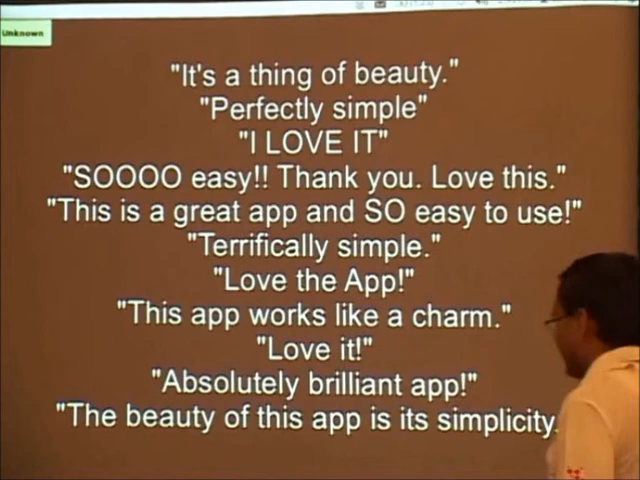 Unknown
"It's a thing of beauty."
"Perfectly simple"
"I LOVE IT"
"SOOOO easy!! Thank you. Love this."
"This is a great app and SO easy to use!"
"Terrifically simple."
"Love the App!"
"This app works like a charm."
"Love it!"
"Absolutely brilliant app!"
"The beauty of this app is its simplicity.